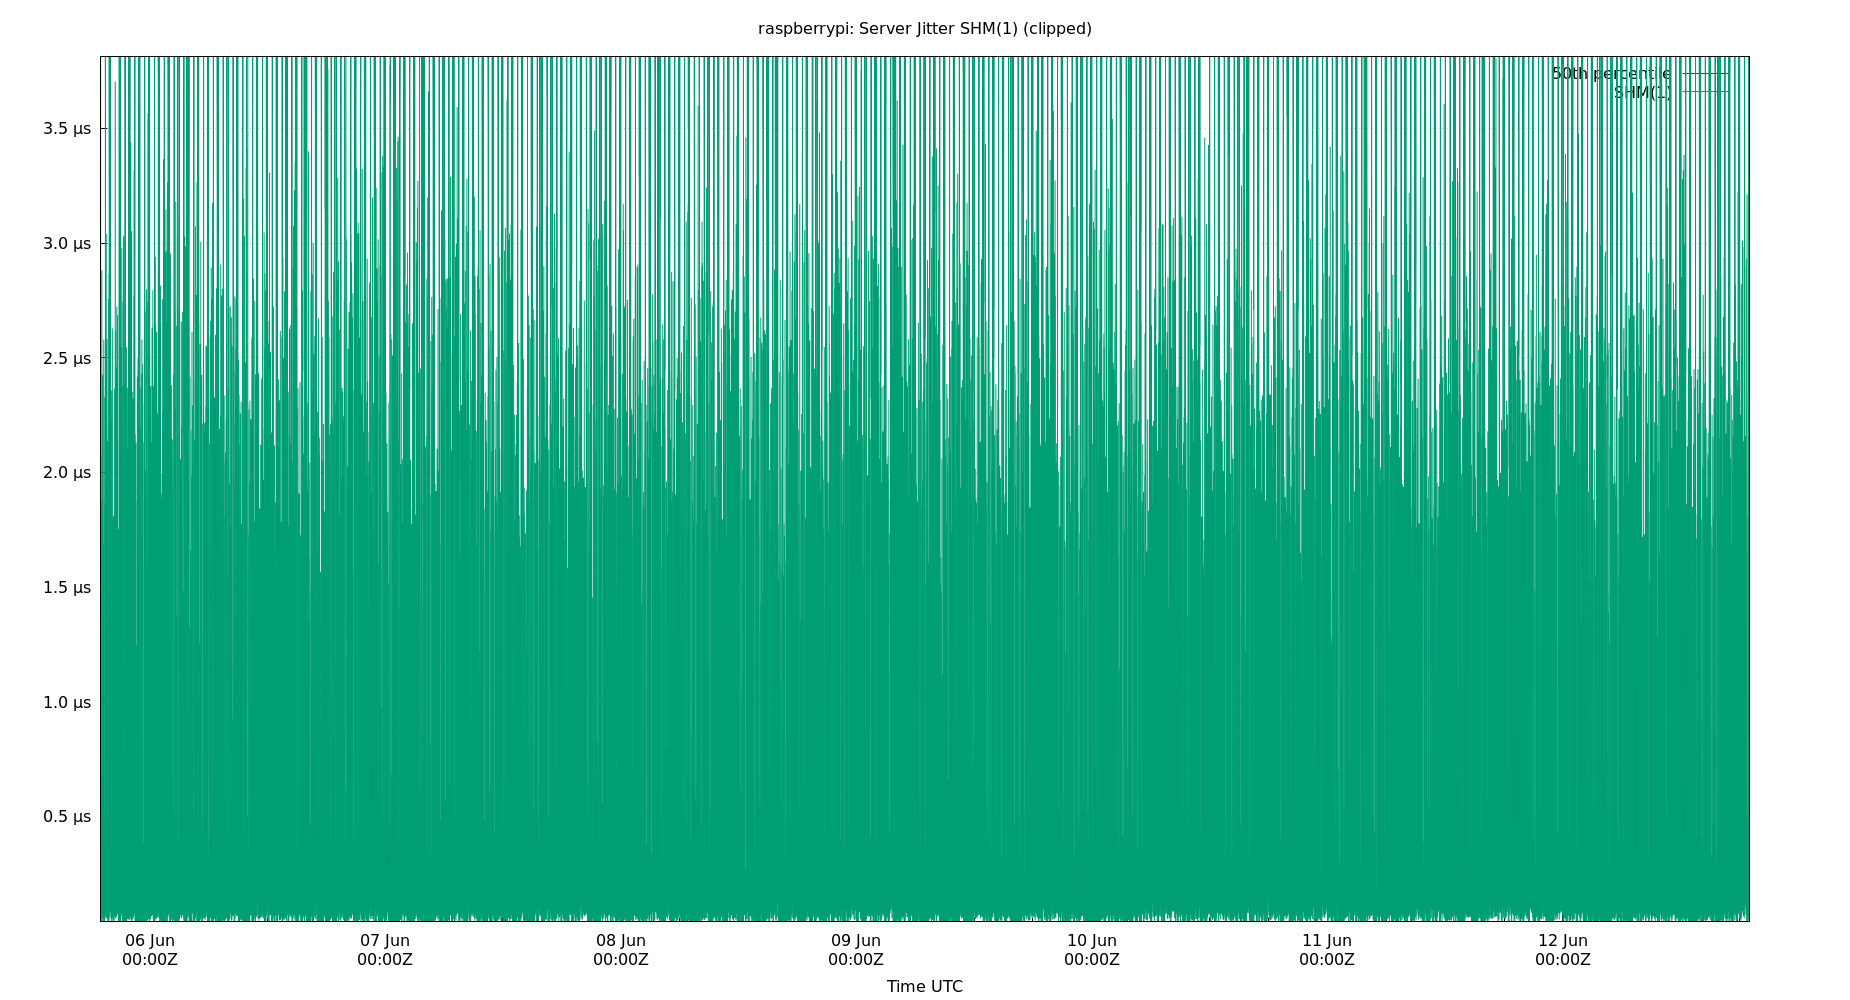 raspberrypi: Server Jitter SHM(1) (clipped)
50th percentile
SHM(1)
3.5 µs
3.0 µs
2.5 µs
2.0 µs
1.5 µs
1.0 µs
0.5 µs
06 Jun 07 Jun 08 Jun 09 Jun 10 Jun 11 Jun 12 Jun
00:00Z 00:00Z 00:00Z 00:00Z 00:00Z 00:00Z 00:00Z
Time UTC